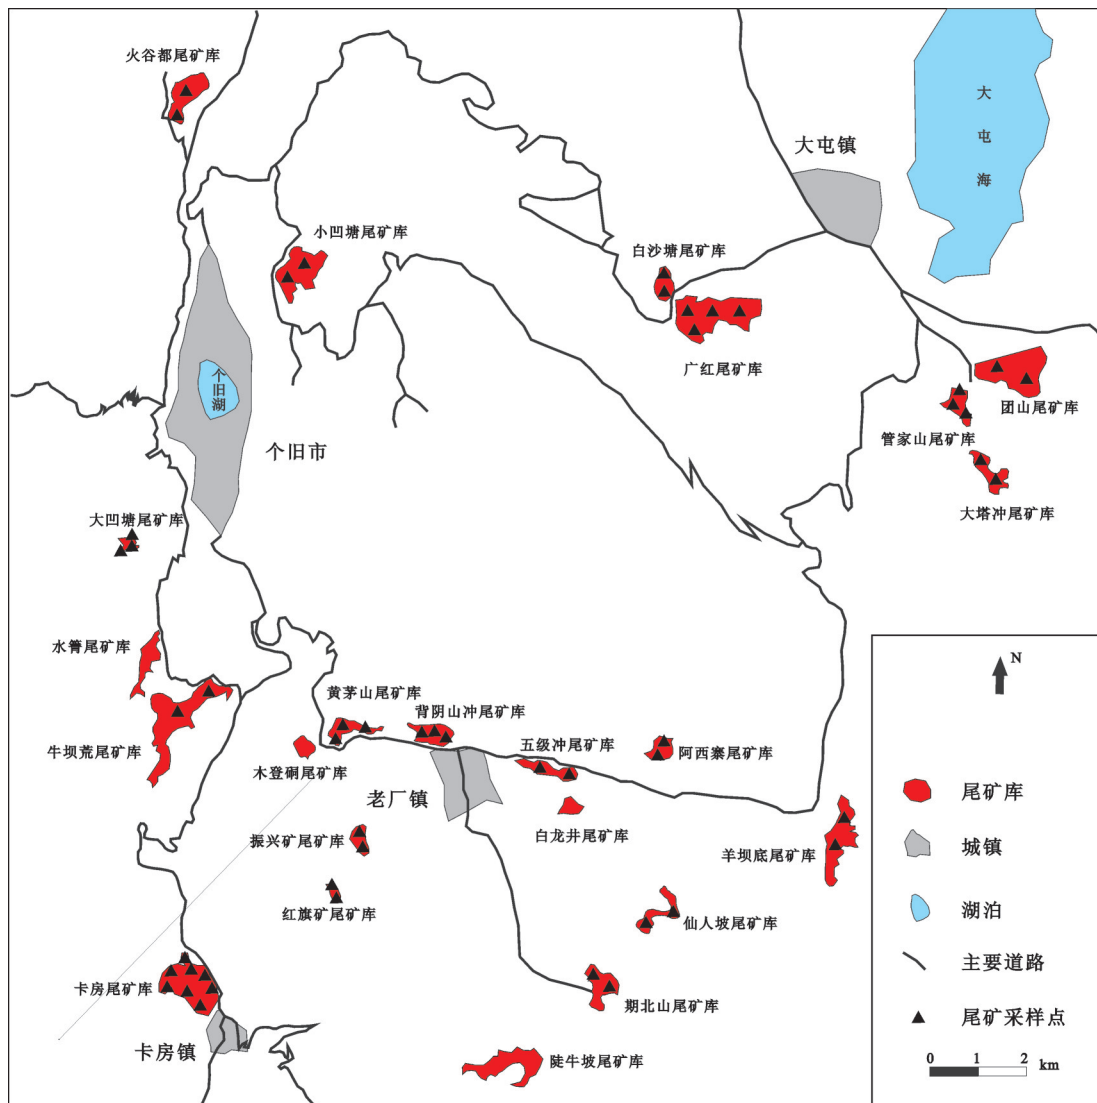 火谷都尾矿库
大屯镇
大
屯
海
小凹塘尾矿库
白沙塘尾矿库
广红尾矿库
个
旧
湖
团山尾矿库
管家山尾矿库
个旧市
大塔冲尾矿库
大凹塘尾矿库
水箐尾矿库
黄茅山尾矿库
背阴山冲尾矿库
牛坝荒尾矿库
木登硐尾矿库
五级冲尾矿库
阿西寨尾矿库
老厂镇
白龙井尾矿库
振兴矿尾矿库
羊坝底尾矿库
红旗矿尾矿库
仙人坡尾矿库
卡房尾矿库
期北山尾矿库
卡房镇
陡牛坡尾矿库
N
尾矿库
城镇
湖泊
主要道路
尾矿采样点
0 1 2 km